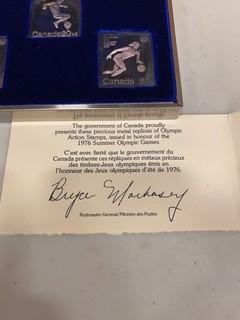 Canada 20+5
Canada 8
The government of Canada proudly
presents these precious metal replicas of Olympic
Action Stamps, issued in honour of the
1976 Summer Olympic Games.
C'est avec fierté que le gouvernement du
Canada présente ces répliques en métaux précieux
des timbres-Jeux olympiques émis en
l'honneur des Jeux olympiques d'été de 1976.
Bryce Mackasey
Postmaster General/Ministre des Postes